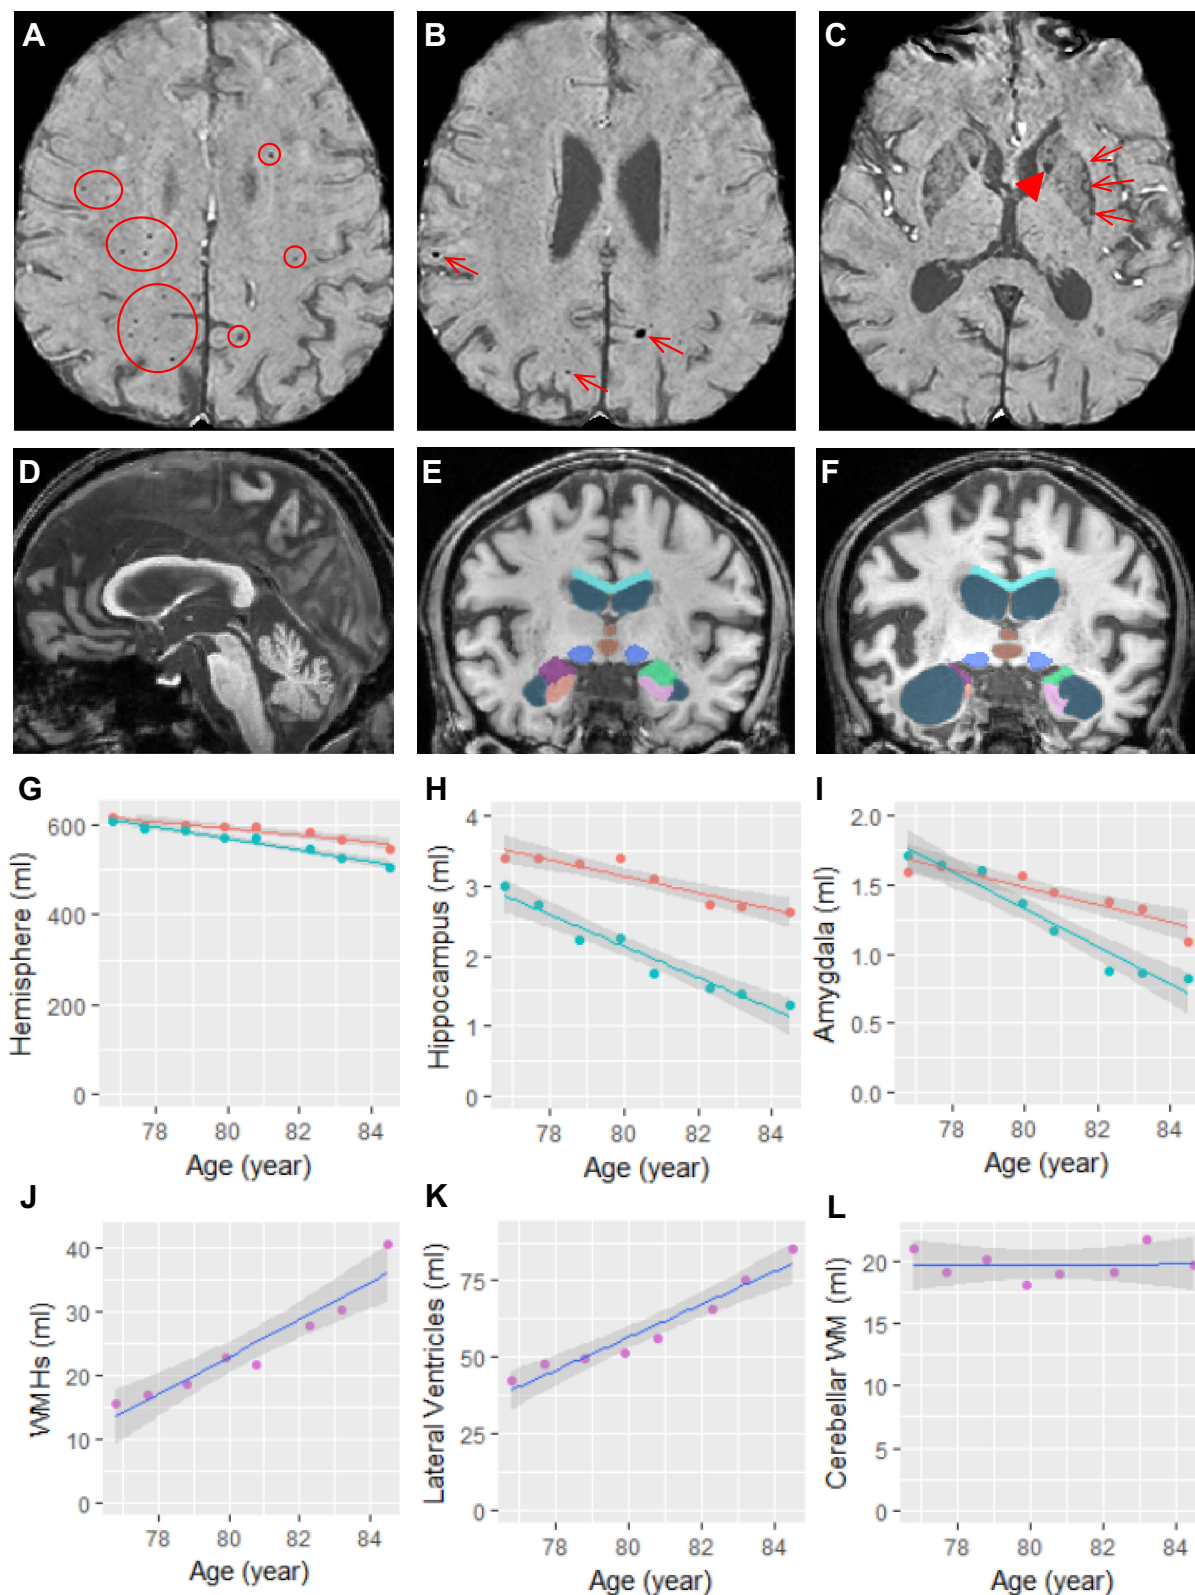 A
B
C
D
E
F
G
Hemisphere (ml)
600
400
200
0
78
80
82
84
Age (year)
H
Hippocampus (ml)
4
3
2
1
0
78
80
82
84
Age (year)
I
Amygdala (ml)
2.0
1.5
1.0
0.5
0.0
78
80
82
84
Age (year)
J
WMHs (ml)
40
30
20
10
0
78
80
82
84
Age (year)
K
Lateral Ventricles (ml)
75
50
25
0
78
80
82
84
Age (year)
L
Cerebellar WM (ml)
20
15
10
5
0
78
80
82
84
Age (year)